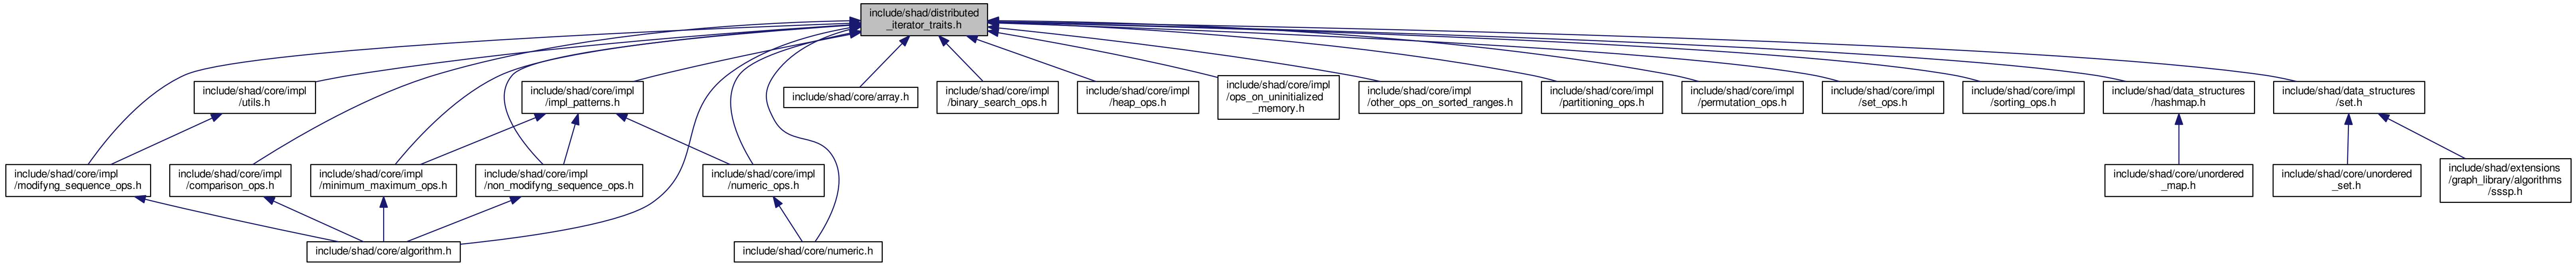 include/shad/distributed
_iterator_traits.h
include/shad/core/impl
/utils.h
include/shad/core/impl
/impl_patterns.h
include/shad/core/array.h
include/shad/core/impl
/binary_search_ops.h
include/shad/core/impl
/heap_ops.h
include/shad/core/impl
/ops_on_uninitialized
_memory.h
include/shad/core/impl
/other_ops_on_sorted_ranges.h
include/shad/core/impl
/partitioning_ops.h
include/shad/core/impl
/permutation_ops.h
include/shad/core/impl
/set_ops.h
include/shad/core/impl
/sorting_ops.h
include/shad/data_structures
/hashmap.h
include/shad/data_structures
/set.h
include/shad/core/impl
/modifyng_sequence_ops.h
include/shad/core/impl
/comparison_ops.h
include/shad/core/impl
/minimum_maximum_ops.h
include/shad/core/impl
/non_modifyng_sequence_ops.h
include/shad/core/impl
/numeric_ops.h
include/shad/core/unordered
_map.h
include/shad/core/unordered
_set.h
include/shad/extensions
/graph_library/algorithms
/sssp.h
include/shad/core/algorithm.h
include/shad/core/numeric.h